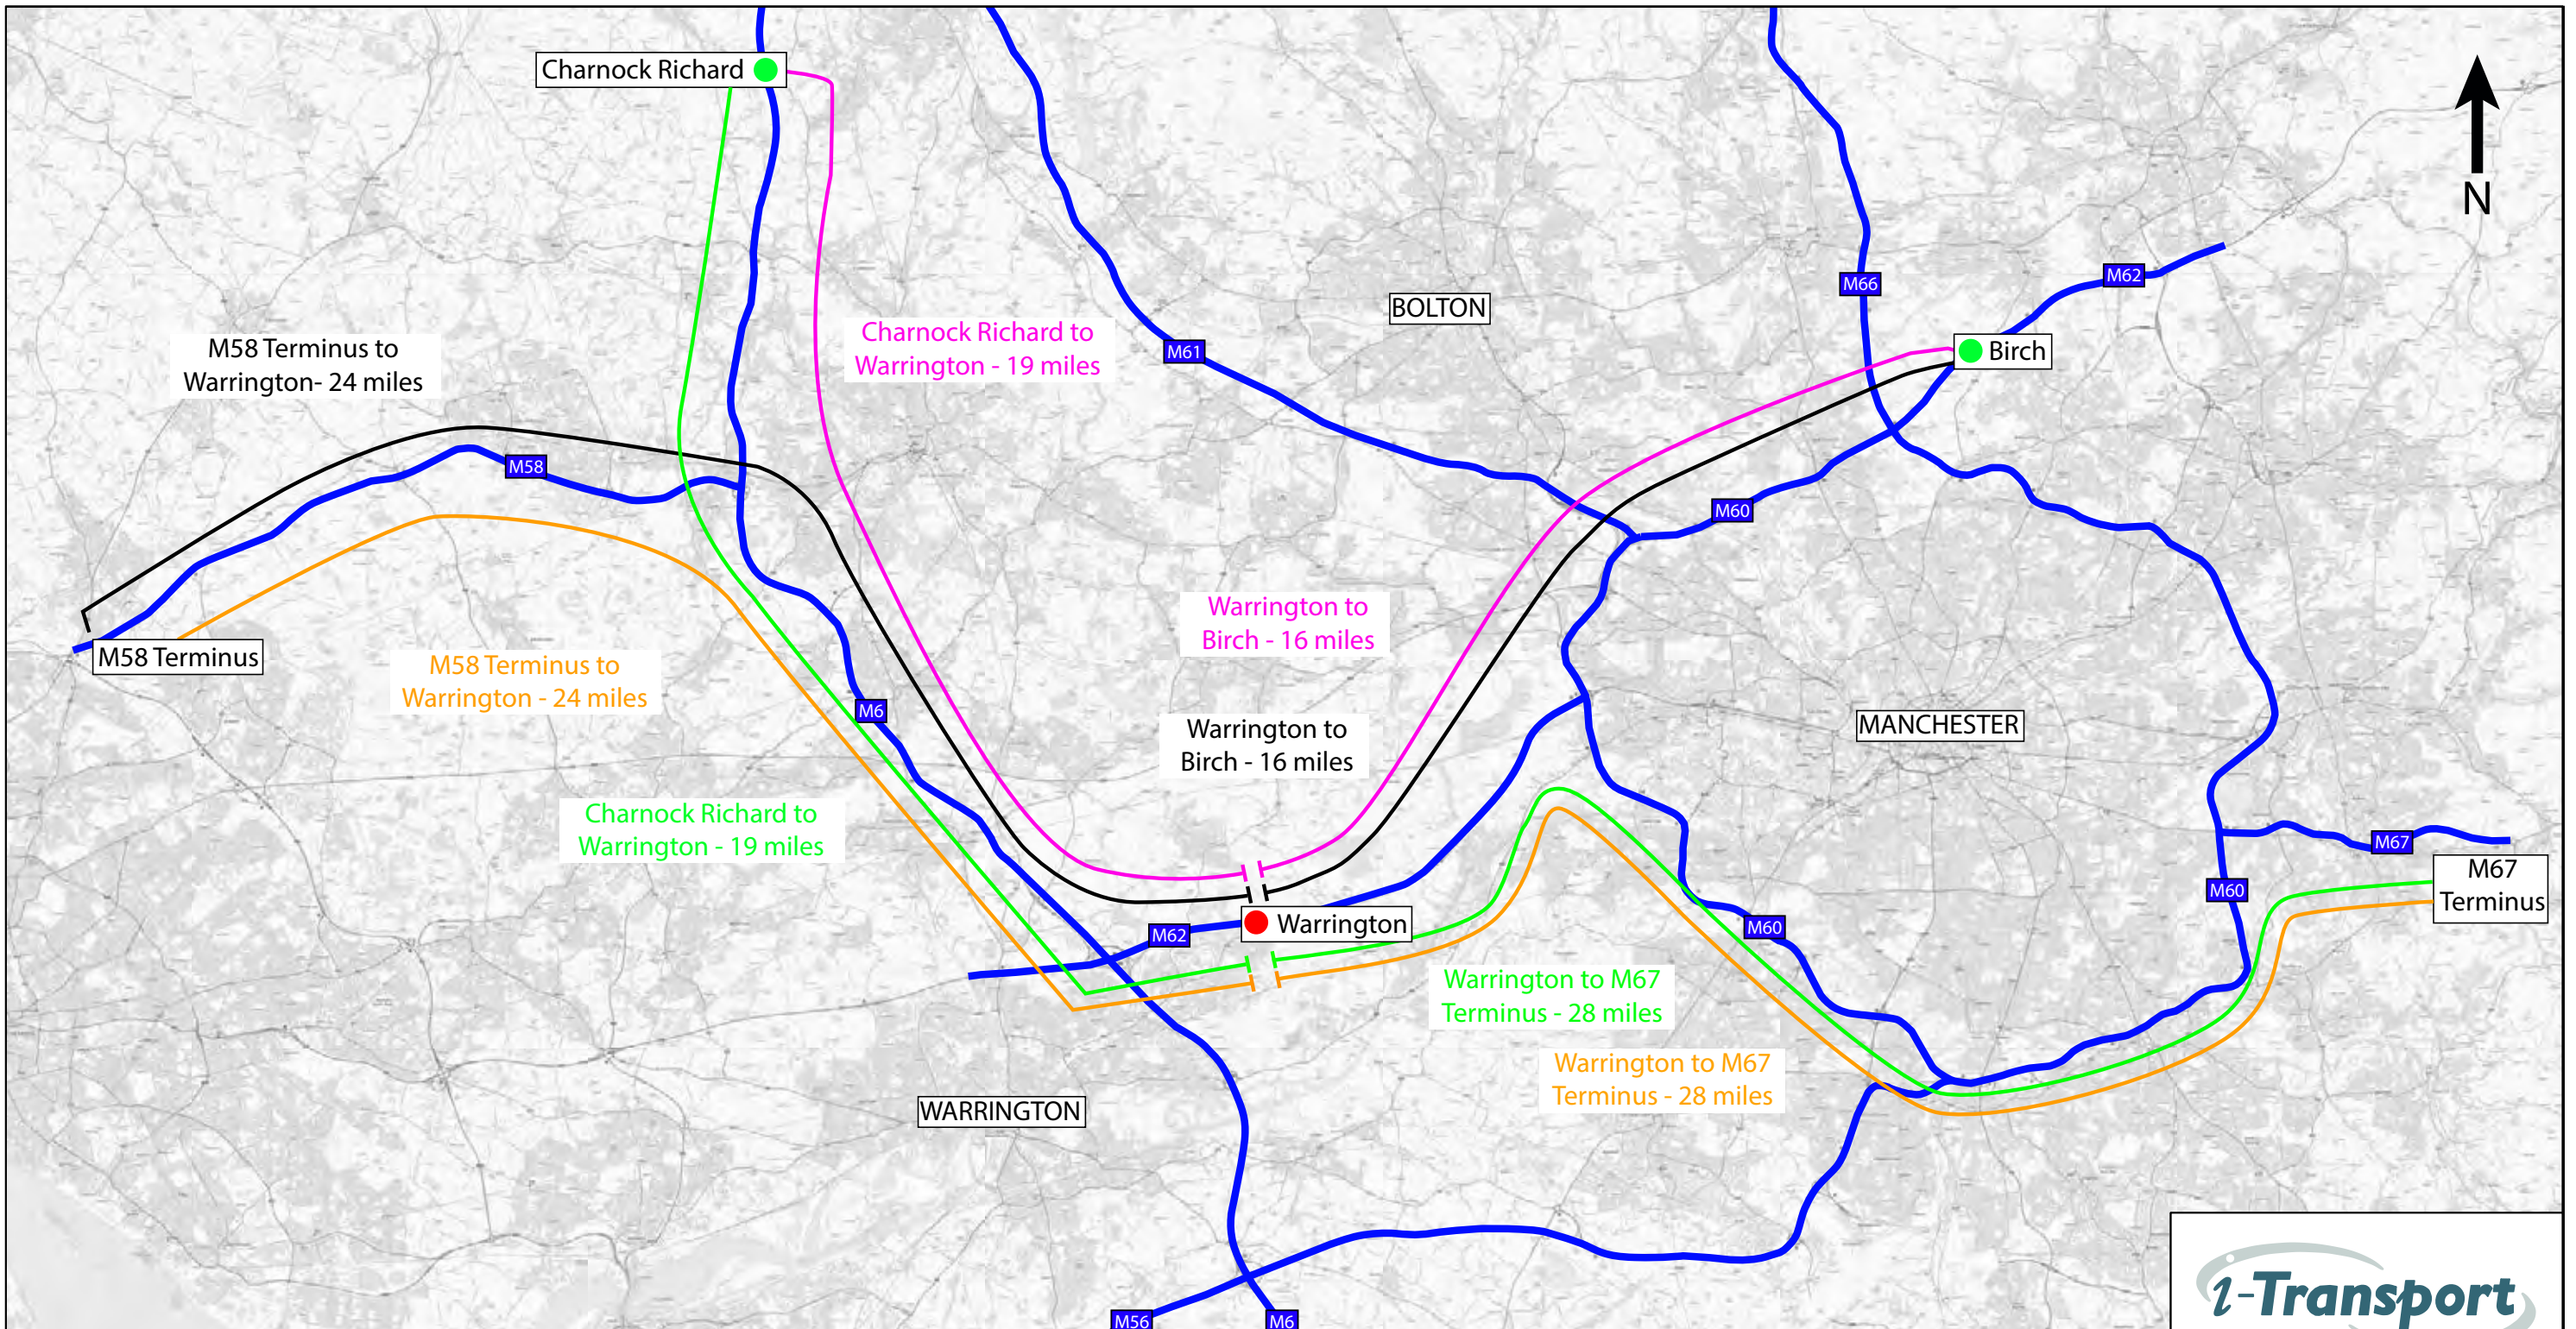 Charnock Richard
N
M62
M66
BOLTON
Charnock Richard to
Warrington - 19 miles
M58 Terminus to
Warrington- 24 miles
M61
Birch
M58
M60
Warrington to
Birch - 16 miles
M58 Terminus
M58 Terminus to
Warrington - 24 miles
M6
MANCHESTER
Warrington to
Birch - 16 miles
Charnock Richard to
Warrington - 19 miles
M67
M67
Terminus
M60
M62
Warrington
M60
Warrington to M67
Terminus - 28 miles
Warrington to M67
Terminus - 28 miles
WARRINGTON
i-Transport
M56
M6